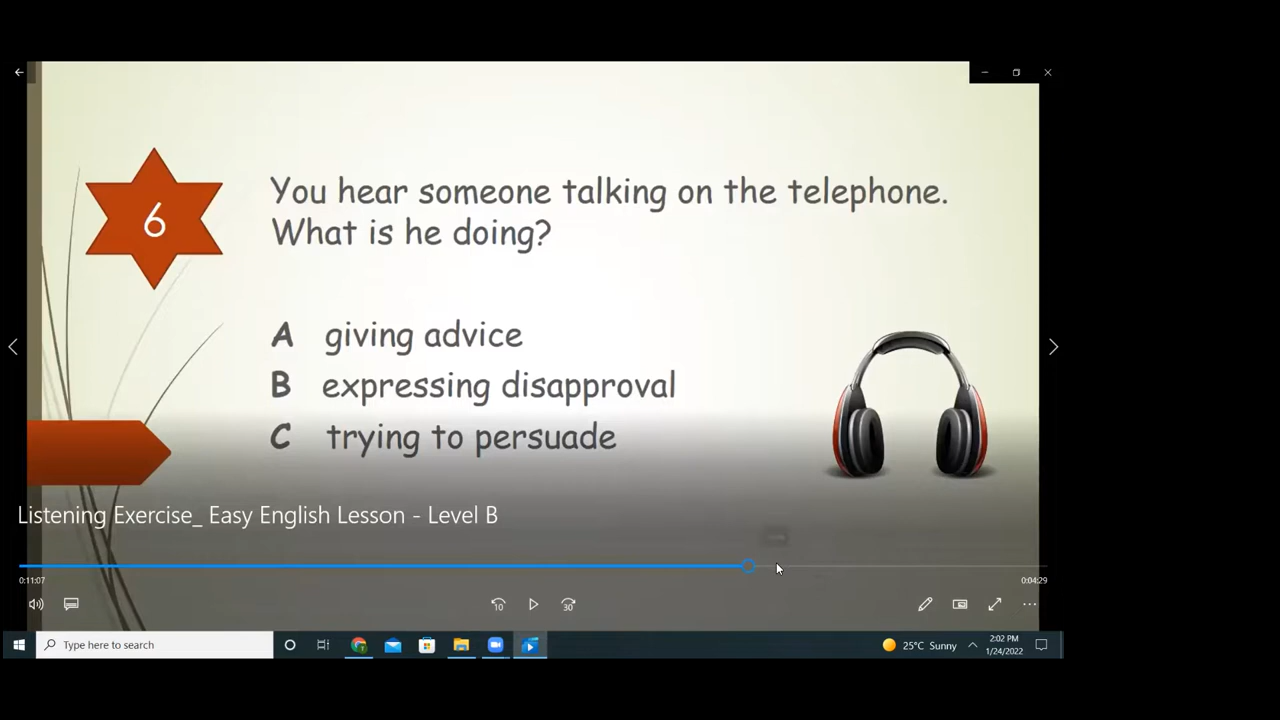 6
You hear someone talking on the telephone.
What is he doing?
A giving advice
B expressing disapproval
C trying to persuade
Listening Exercise_ Easy English Lesson - Level B
0:11:07
0:04:29
10
30
Type here to search
25°C Sunny
2:02 PM
1/24/2022